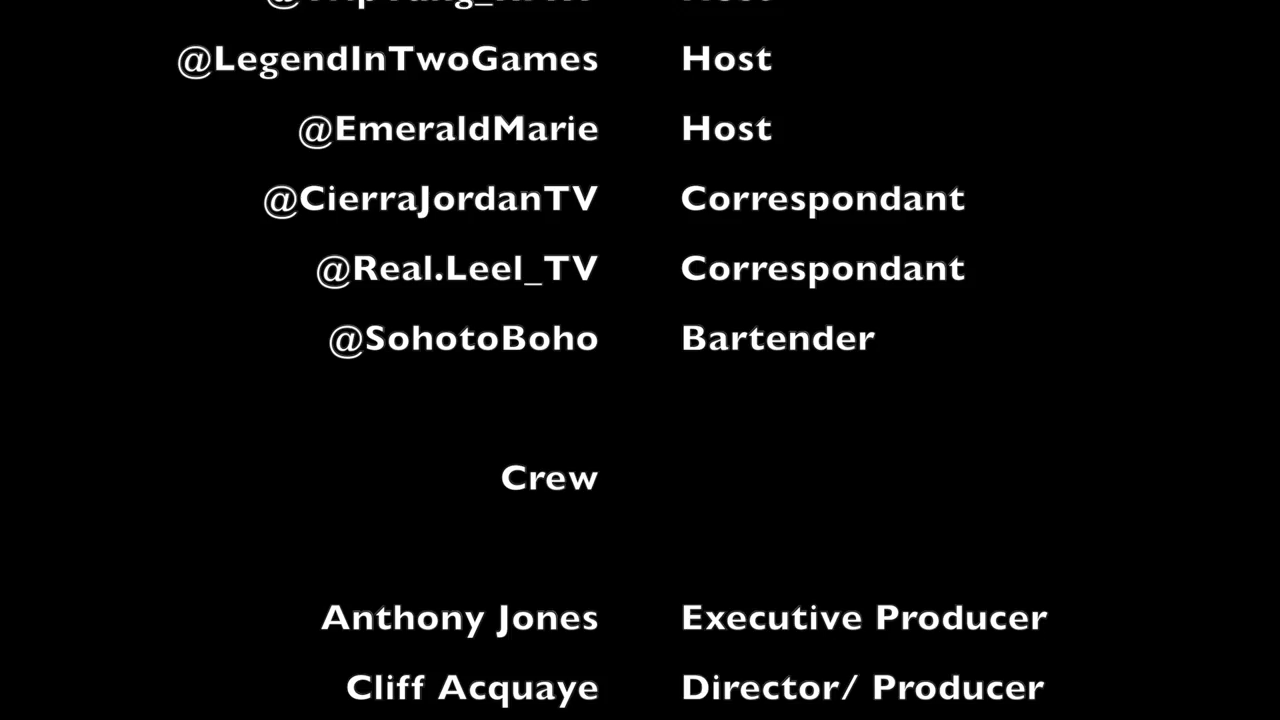 @LegendInTwoGames Host
@EmeraldMarie Host
@CierraJordanTV Correspondant
@Real.Leel_TV Correspondant
@SohotoBoho Bartender
Crew
Anthony Jones Executive Producer
Cliff Acquaye Director/ Producer